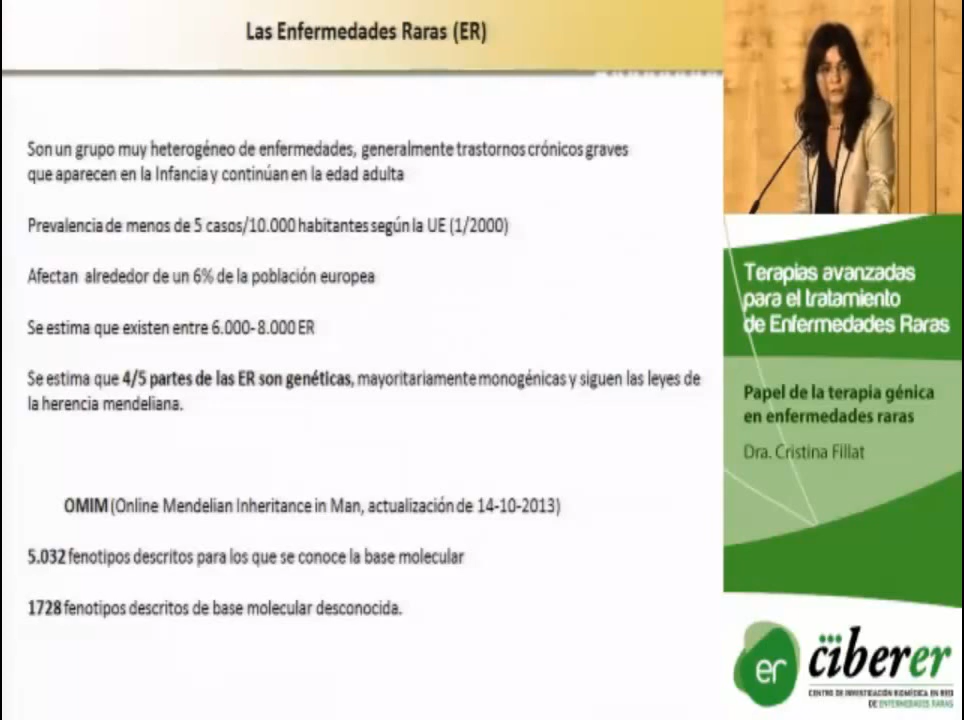 Las Enfermedades Raras (ER)
Son un grupo muy heterogéneo de enfermedades, generalmente trastornos crónicos graves
que aparecen en la Infancia y continúan en la edad adulta
Prevalencia de menos de 5 casos/10.000 habitantes según la UE (1/2000)
Afectan alrededor de un 6% de la población europea
Se estima que existen entre 6.000-8.000 ER
Se estima que 4/5 partes de las ER son genéticas, mayoritariamente monogénicas y siguen las leyes de
la herencia mendeliana.
OMIM (Online Mendelian Inheritance in Man, actualización de 14-10-2013)
5.032 fenotipos descritos para los que se conoce la base molecular
1728 fenotipos descritos de base molecular desconocida.
Terapias avanzadas
para el tratamiento
de Enfermedades Raras
Papel de la terapia génica
en enfermedades raras
Dra. Cristina Fillat
er ciberer
CENTRO DE INVESTIGACIÓN BIOMÉDICA EN RED
DE ENFERMEDADES RARAS